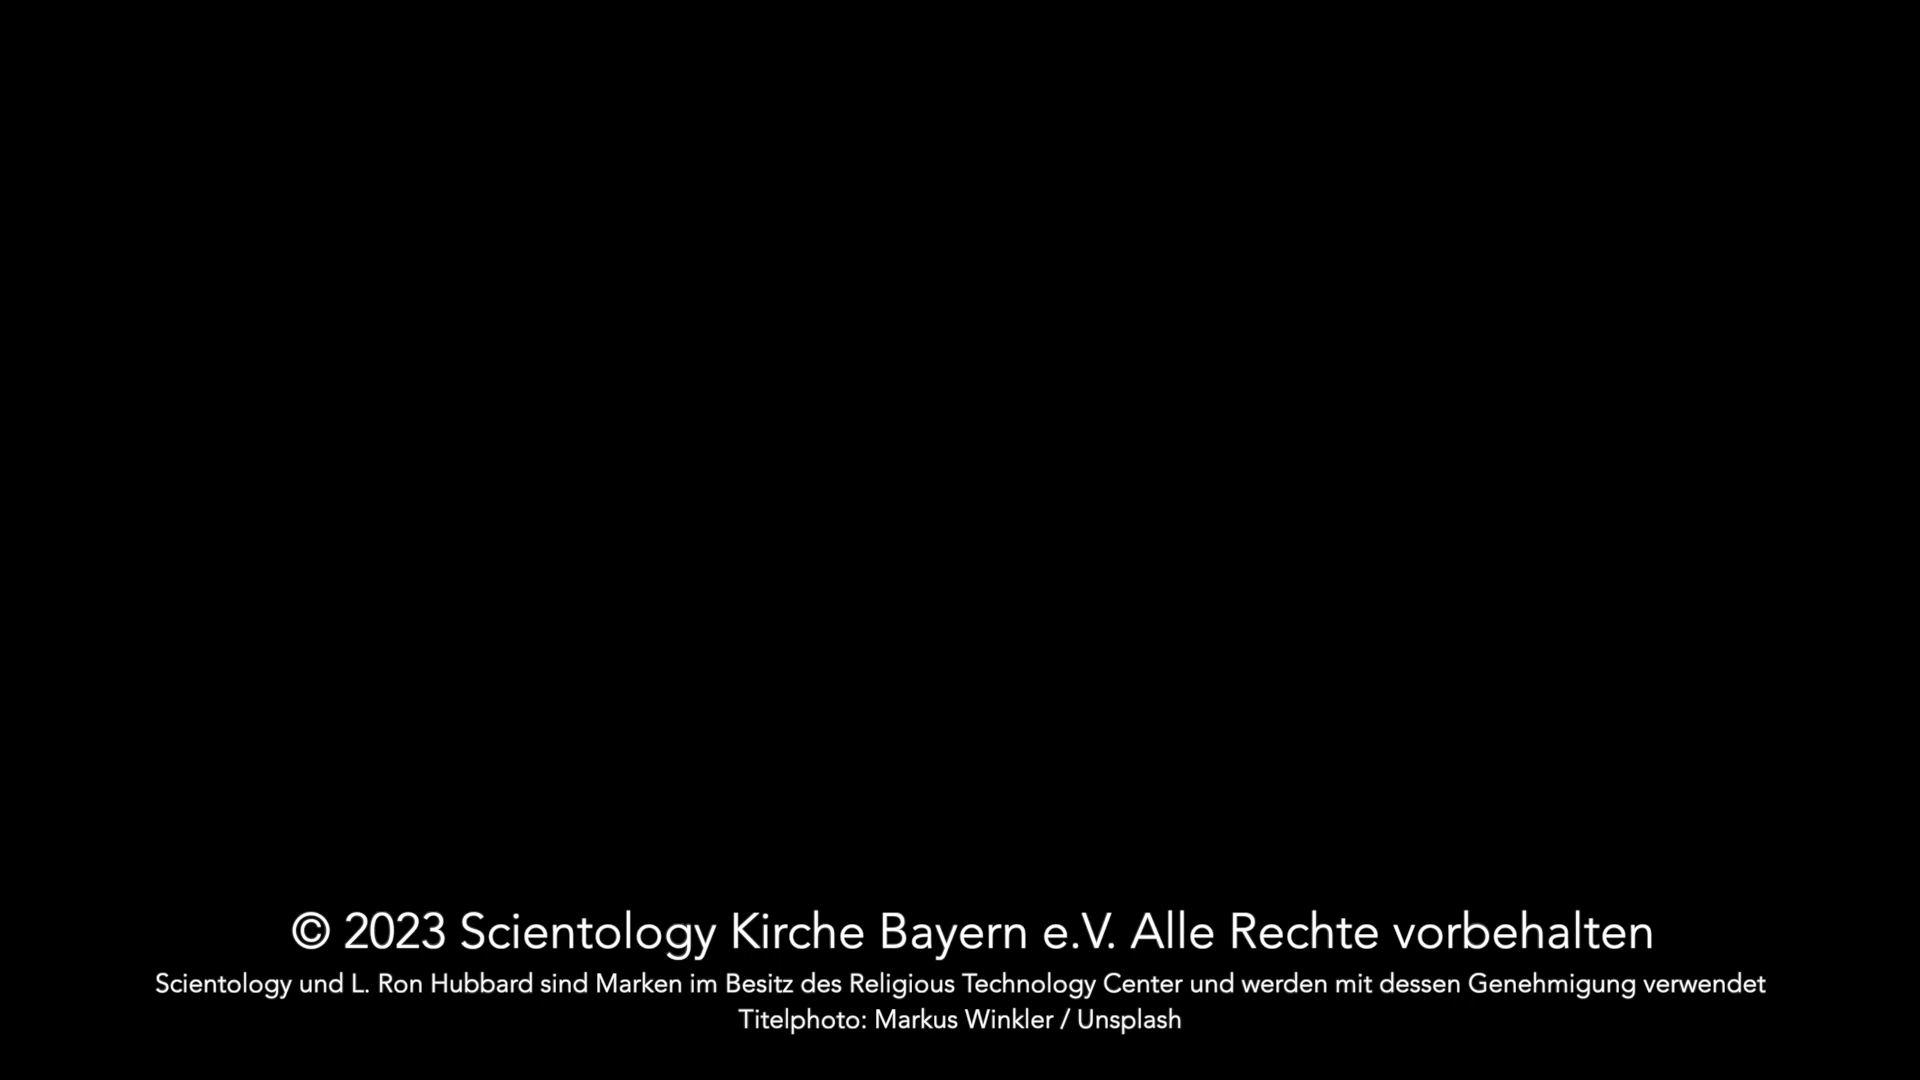 © 2023 Scientology Kirche Bayern e.V. Alle Rechte vorbehalten
Scientology und L. Ron Hubbard sind Marken im Besitz des Religious Technology Center und werden mit dessen Genehmigung verwendet
Titelphoto: Markus Winkler / Unsplash